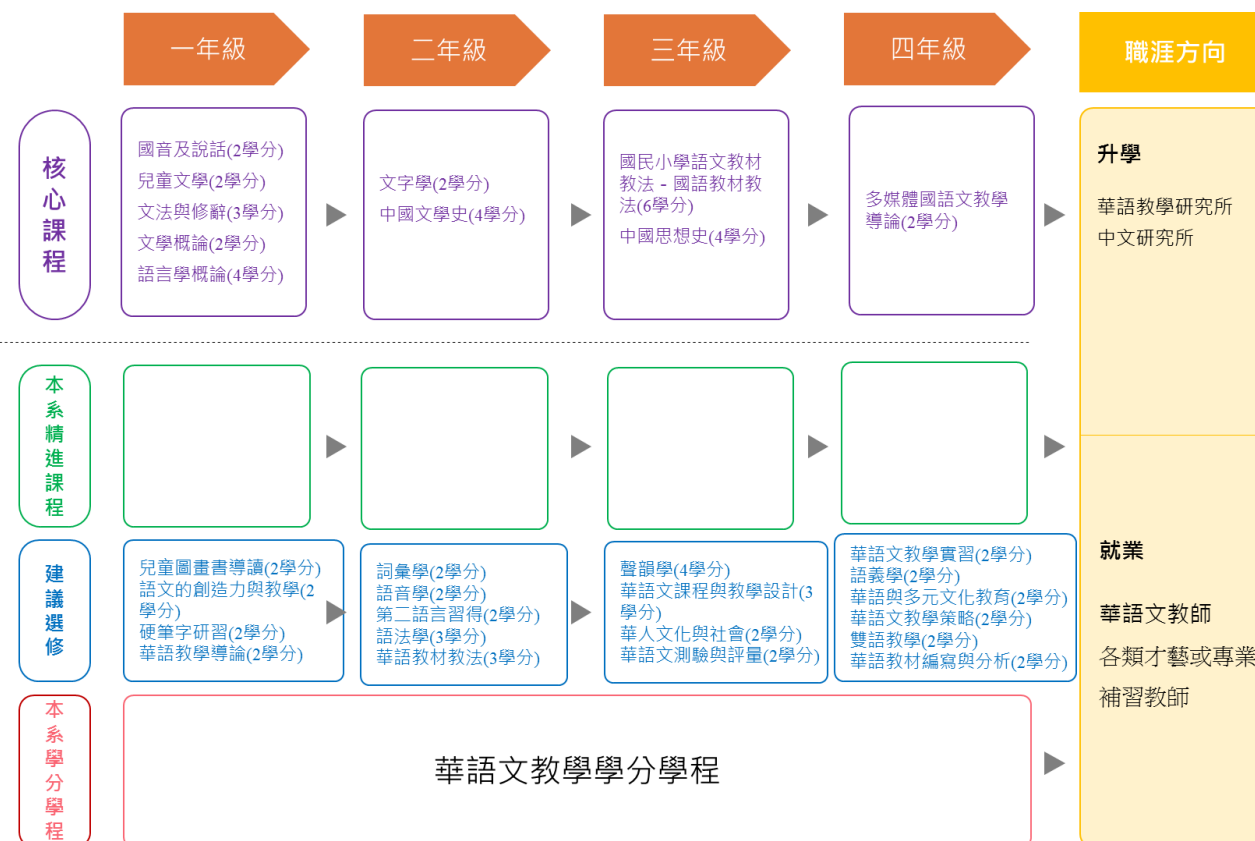 一年級
二年級
三年級
四年級
職涯方向
核心課程
國音及說話(2學分)
兒童文學(2學分)
文法與修辭(3學分)
文學概論(2學分)
語言學概論(4學分)
文字學(2學分)
中國文學史(4學分)
國民小學語文教材
教法 - 國語教材教
法(6學分)
中國思想史(4學分)
多媒體國語文教學
導論(2學分)
升學
華語教學研究所
中文研究所
本系精進課程
建議選修
兒童圖畫書導讀(2學分)
語文的創造力與教學(2
學分)
硬筆字研習(2學分)
華語教學導論(2學分)
詞彙學(2學分)
語音學(2學分)
第二語言習得(2學分)
語法學(3學分)
華語教材教法(3學分)
聲韻學(4學分)
華語文課程與教學設計(3
學分)
華人文化與社會(2學分)
華語文測驗與評量(2學分)
華語文教學實習(2學分)
語義學(2學分)
華語與多元文化教育(2學分)
華語文教學策略(2學分)
雙語教學(2學分)
華語教材編寫與分析(2學分)
就業
華語文教師
各類才藝或專業
補習教師
本系學分學程
華語文教學學分學程